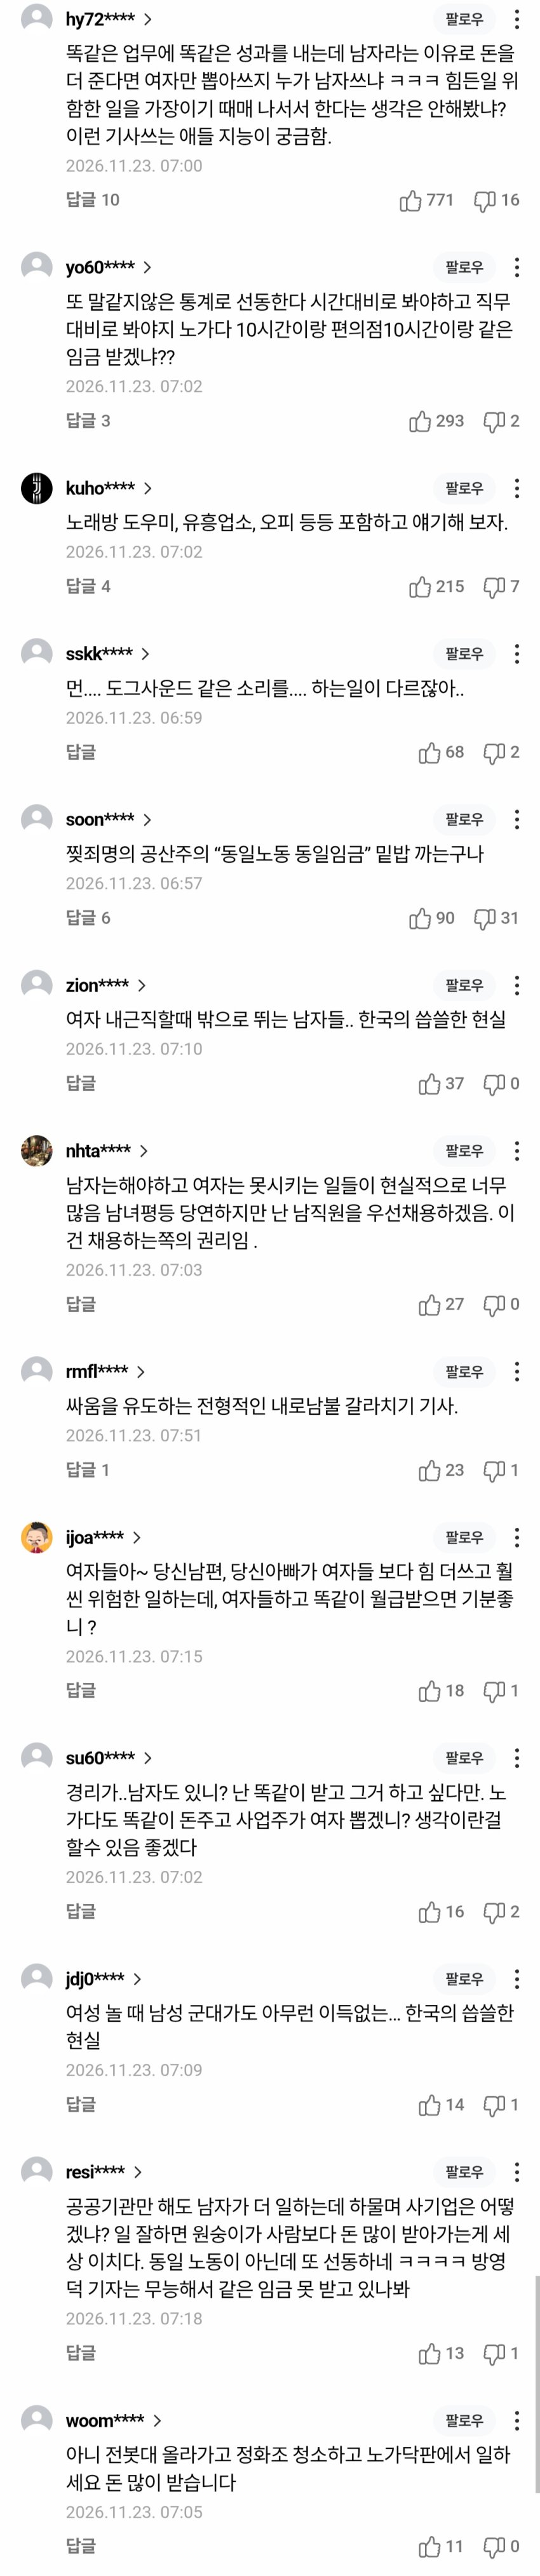 hy72**** >
팔로우
똑같은 업무에 똑같은 성과를 내는데 남자라는 이유로 돈을
더 준다면 여자만 뽑아쓰지 누가 남자쓰냐 ㅋㅋㅋ 힘든일 위
함한 일을 가장이기 때매 나서서 한다는 생각은 안해봤냐?
이런 기사쓰는 애들 지능이 궁금함.
2026.11.23. 07:00
답글 10
771 16
yo60**** >
팔로우
또 말같지않은 통계로 선동한다 시간대비로 봐야하고 직무
대비로 봐야지 노가다 10시간이랑 편의점10시간이랑 같은
임금 받겠냐??
2026.11.23. 07:02
답글 3
293 2
kuho**** >
팔로우
노래방 도우미, 유흥업소, 오피 등등 포함하고 얘기해 보자.
2026.11.23. 07:02
답글 4
215 7
sskk**** >
팔로우
먼.... 도그사운드 같은 소리를.... 하는일이 다르잖아..
2026.11.23. 06:59
답글
68 2
soon**** >
팔로우
찢죄명의 공산주의 “동일노동 동일임금” 밑밥 까는구나
2026.11.23. 06:57
답글 6
90 31
zion**** >
팔로우
여자 내근직할때 밖으로 뛰는 남자들.. 한국의 씁쓸한 현실
2026.11.23. 07:10
답글
37 0
nhta**** >
팔로우
남자는해야하고 여자는 못시키는 일들이 현실적으로 너무
많음 남녀평등 당연하지만 난 남직원을 우선채용하겠음. 이
건 채용하는쪽의 권리임 .
2026.11.23. 07:03
답글
27 0
rmfl**** >
팔로우
싸움을 유도하는 전형적인 내로남불 갈라치기 기사.
2026.11.23. 07:51
답글 1
23 1
ijoa**** >
팔로우
여자들아~ 당신남편, 당신아빠가 여자들 보다 힘 더쓰고 훨
씬 위험한 일하는데, 여자들하고 똑같이 월급받으면 기분좋
니 ?
2026.11.23. 07:15
답글
18 1
su60**** >
팔로우
경리가..남자도 있니? 난 똑같이 받고 그거 하고 싶다만. 노
가다도 똑같이 돈주고 사업주가 여자 뽑겠니? 생각이란걸
할수 있음 좋겠다
2026.11.23. 07:02
답글
16 2
jdj0**** >
팔로우
여성 놀 때 남성 군대가도 아무런 이득없는... 한국의 씁쓸한
현실
2026.11.23. 07:09
답글
14 1
resi**** >
팔로우
공공기관만 해도 남자가 더 일하는데 하물며 사기업은 어떻
겠냐? 일 잘하면 원숭이가 사람보다 돈 많이 받아가는게 세
상 이치다. 동일 노동이 아닌데 또 선동하네 ㅋㅋㅋㅋ 방영
덕 기자는 무능해서 같은 임금 못 받고 있나봐
2026.11.23. 07:18
답글
13 1
woom**** >
팔로우
아니 전봇대 올라가고 정화조 청소하고 노가닥판에서 일하
세요 돈 많이 받습니다
2026.11.23. 07:05
답글
11 0